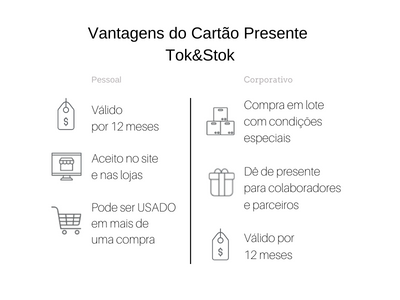 Vantagens do Cartão Presente
Tok&Stok
Pessoal
Válido
por 12 meses
Aceito no site
e nas lojas
Pode ser USADO
em mais de
uma compra
Corporativo
Compra em lote
com condições
especiais
Dê de presente
para colaboradores
e parceiros
Válido por
12 meses